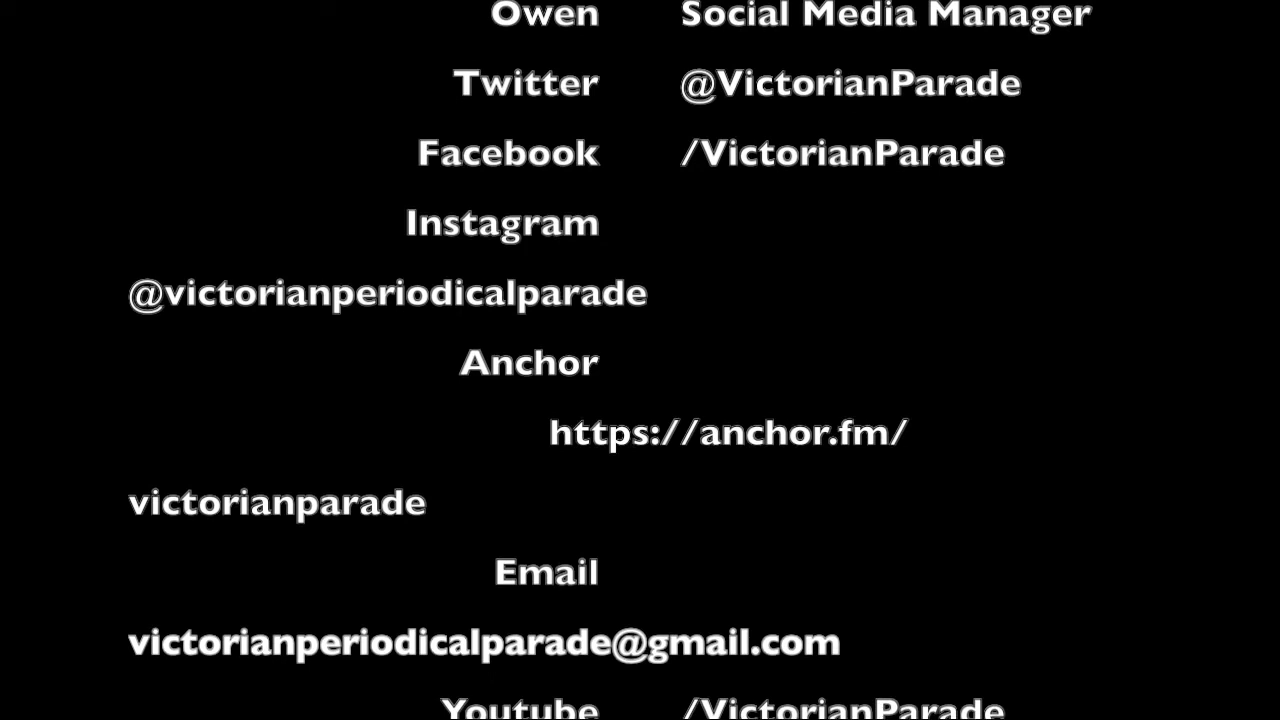 Owen Social Media Manager
Twitter @VictorianParade
Facebook /VictorianParade
Instagram
@victorianperiodicalparade
Anchor
https://anchor.fm/
victorianparade
Email
victorianperiodicalparade@gmail.com
Youtube /VictorianParade